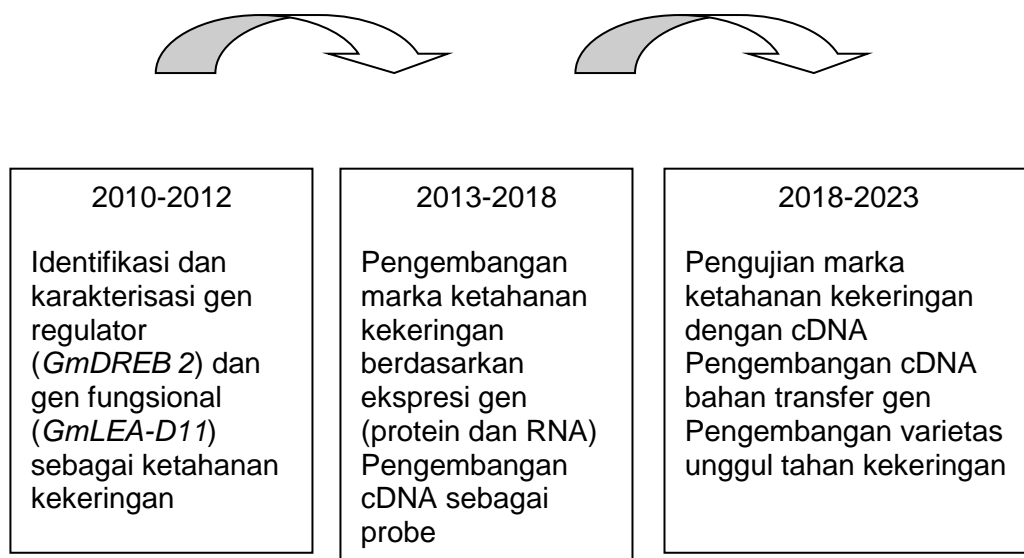 2010-2012
Identifikasi dan
karakterisasi gen
regulator
(GmDREB 2) dan
gen fungsional
(GmLEA-D11)
sebagai ketahanan
kekeringan
2013-2018
Pengembangan
marka ketahanan
kekeringan
berdasarkan
ekspresi gen
(protein dan RNA)
Pengembangan
cDNA sebagai
probe
2018-2023
Pengujian marka
ketahanan kekeringan
dengan cDNA
Pengembangan cDNA
bahan transfer gen
Pengembangan varietas
unggul tahan kekeringan